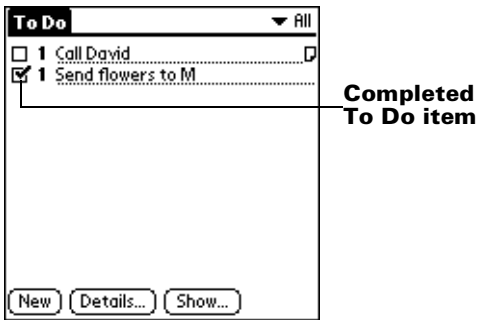 To Do All
1 Call David
1 Send flowers to M
Completed
To Do item
New Details... Show...